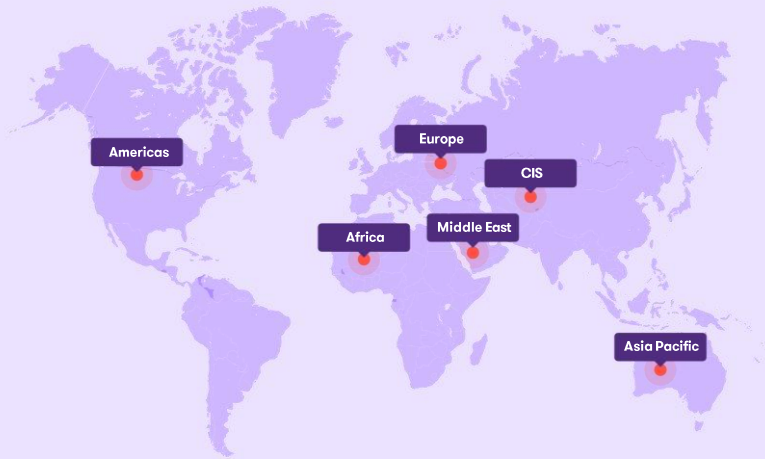 Europe
Americas
CIS
Middle East
Africa
Asia Pacific